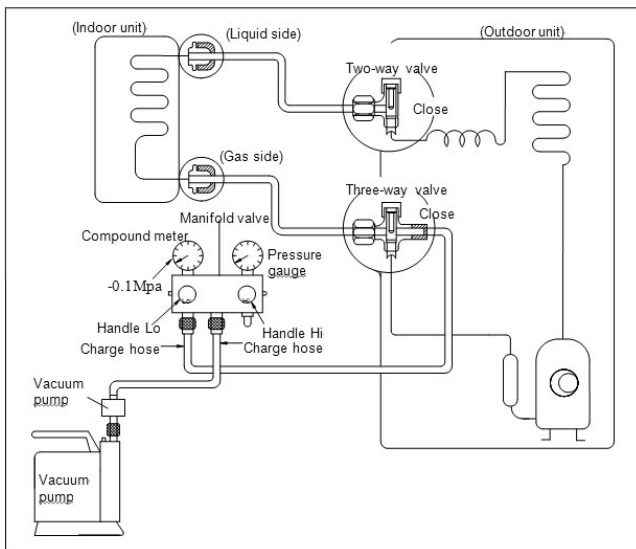 (Indoor unit)
(Liquid side)
(Outdoor unit)
Two-way valve
Close
(Gas side)
Three-way valve
Close
Manifold valve
Compound meter
Pressure
gauge
-0.1Mpa
Handle Lo
Handle Hi
Charge hose
Charge hose
Lo
Vacuum
pump
Vacuum
pump